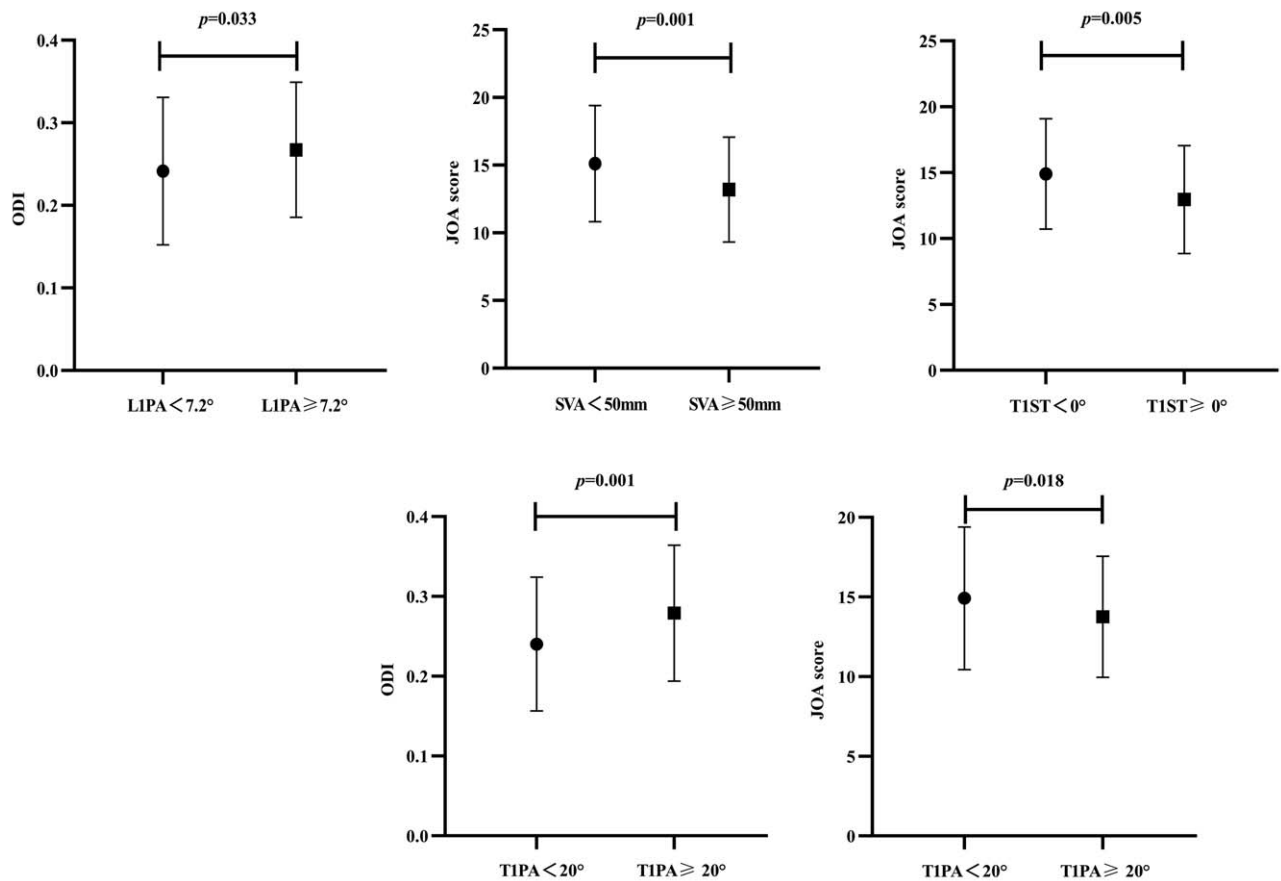 p=0.033
0.4
0.3
0.2
0.1
0.0
ODI
L1PA＜7.2° L1PA≥7.2°
p=0.001
25
20
15
10
5
0
JOA score
SVA＜50mm SVA≥50mm
p=0.005
25
20
15
10
5
0
JOA score
T1ST＜0° T1ST≥ 0°
p=0.001
0.4
0.3
0.2
0.1
0.0
ODI
T1PA＜20° T1PA≥ 20°
p=0.018
20
15
10
5
0
JOA score
T1PA＜20° T1PA≥ 20°